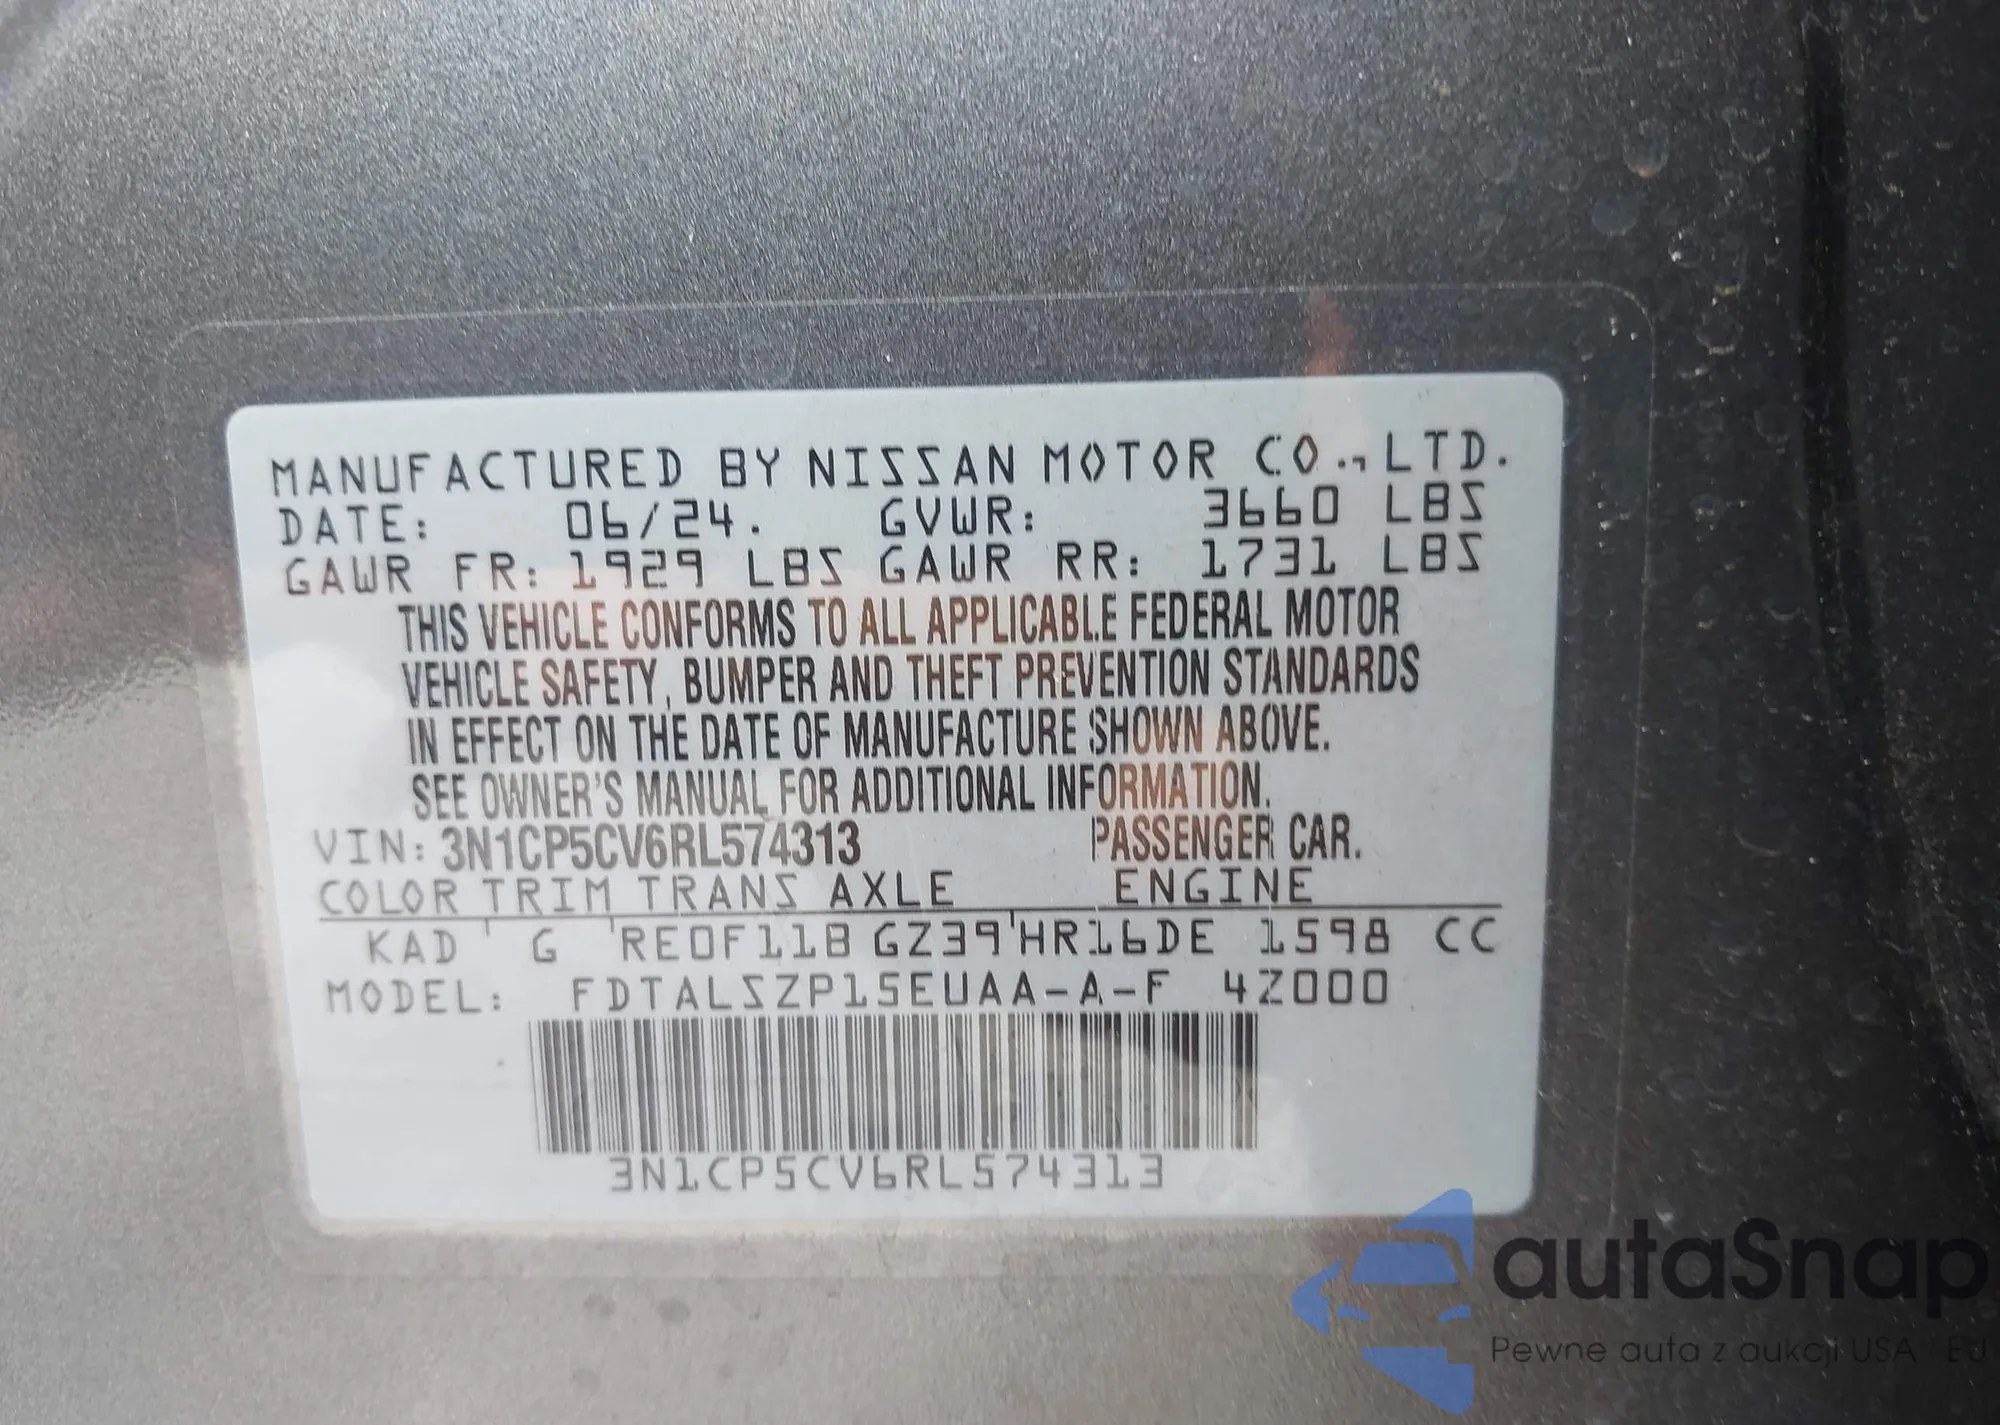 MANUFACTURED BY NISSAN MOTOR CO., LTD.
DATE: 06/24. GVWR: 3660 LBS
GAWR FR: 1929 LBS GAWR RR: 1731 LBS
THIS VEHICLE CONFORMS TO ALL APPLICABLE FEDERAL MOTOR
VEHICLE SAFETY, BUMPER AND THEFT PREVENTION STANDARDS
IN EFFECT ON THE DATE OF MANUFACTURE SHOWN ABOVE.
SEE OWNER'S MANUAL FOR ADDITIONAL INFORMATION.
VIN: 3N1CP5CV6RL574313 PASSENGER CAR.
COLOR TRIM TRANS AXLE ENGINE
KAD G RE0F11B GZ39 HR16DE 1598 CC
MODEL: FDTALSZP15EUAA-A-F 4Z000
3N1CP5CV6RL574313
autaSnap
Pewne auta z aukcji USA i EU